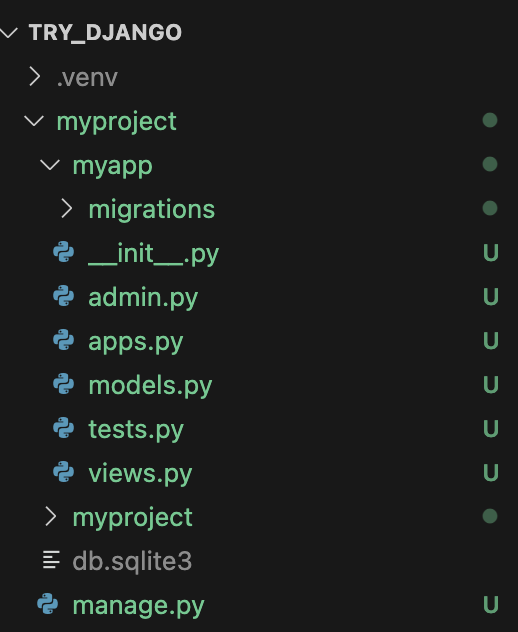 TRY_DJANGO
.venv
myproject
myapp
migrations
__init__.py U
admin.py U
apps.py U
models.py U
tests.py U
views.py U
myproject
db.sqlite3
manage.py U